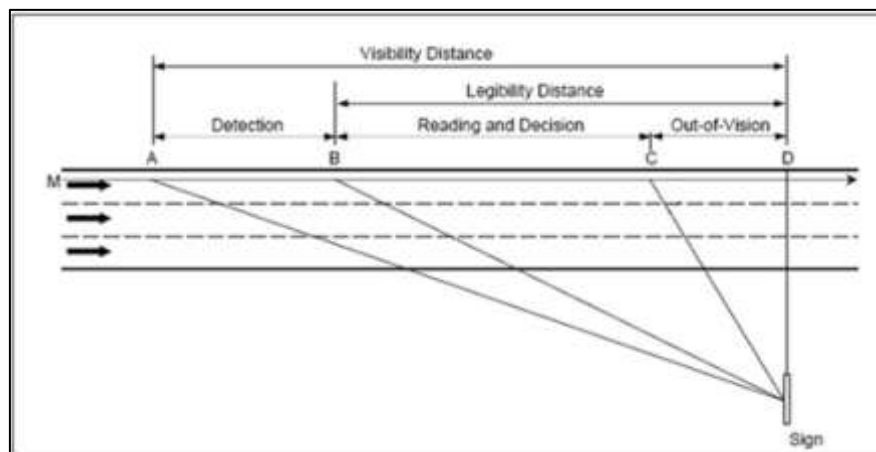 Visibility Distance
Legibility Distance
Detection Reading and Decision Out-of-Vision
A B C D
M
Sign